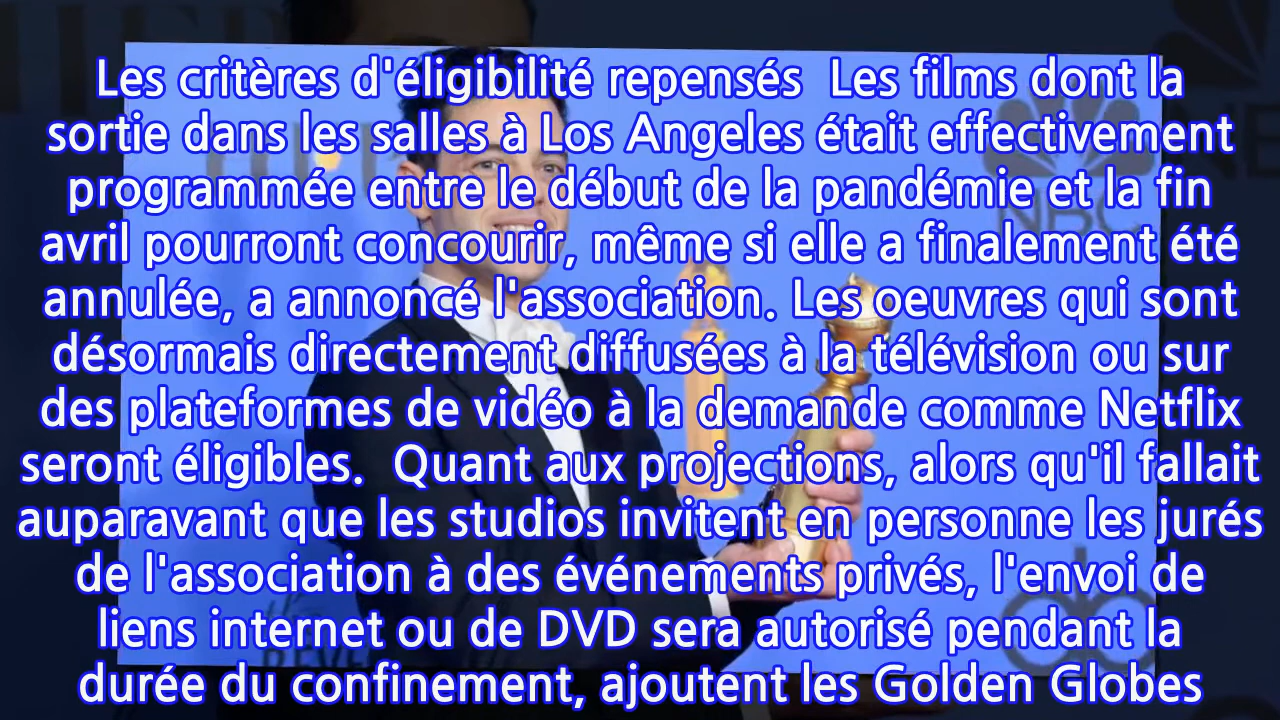 Les critères d'éligibilité repensés  Les films dont la
sortie dans les salles à Los Angeles était effectivement
programmée entre le début de la pandémie et la fin
avril pourront concourir, même si elle a finalement été
annulée, a annoncé l'association. Les oeuvres qui sont
désormais directement diffusées à la télévision ou sur
des plateformes de vidéo à la demande comme Netflix
seront éligibles.  Quant aux projections, alors qu'il fallait
auparavant que les studios invitent en personne les jurés
de l'association à des événements privés, l'envoi de
liens internet ou de DVD sera autorisé pendant la
durée du confinement, ajoutent les Golden Globes
NBC